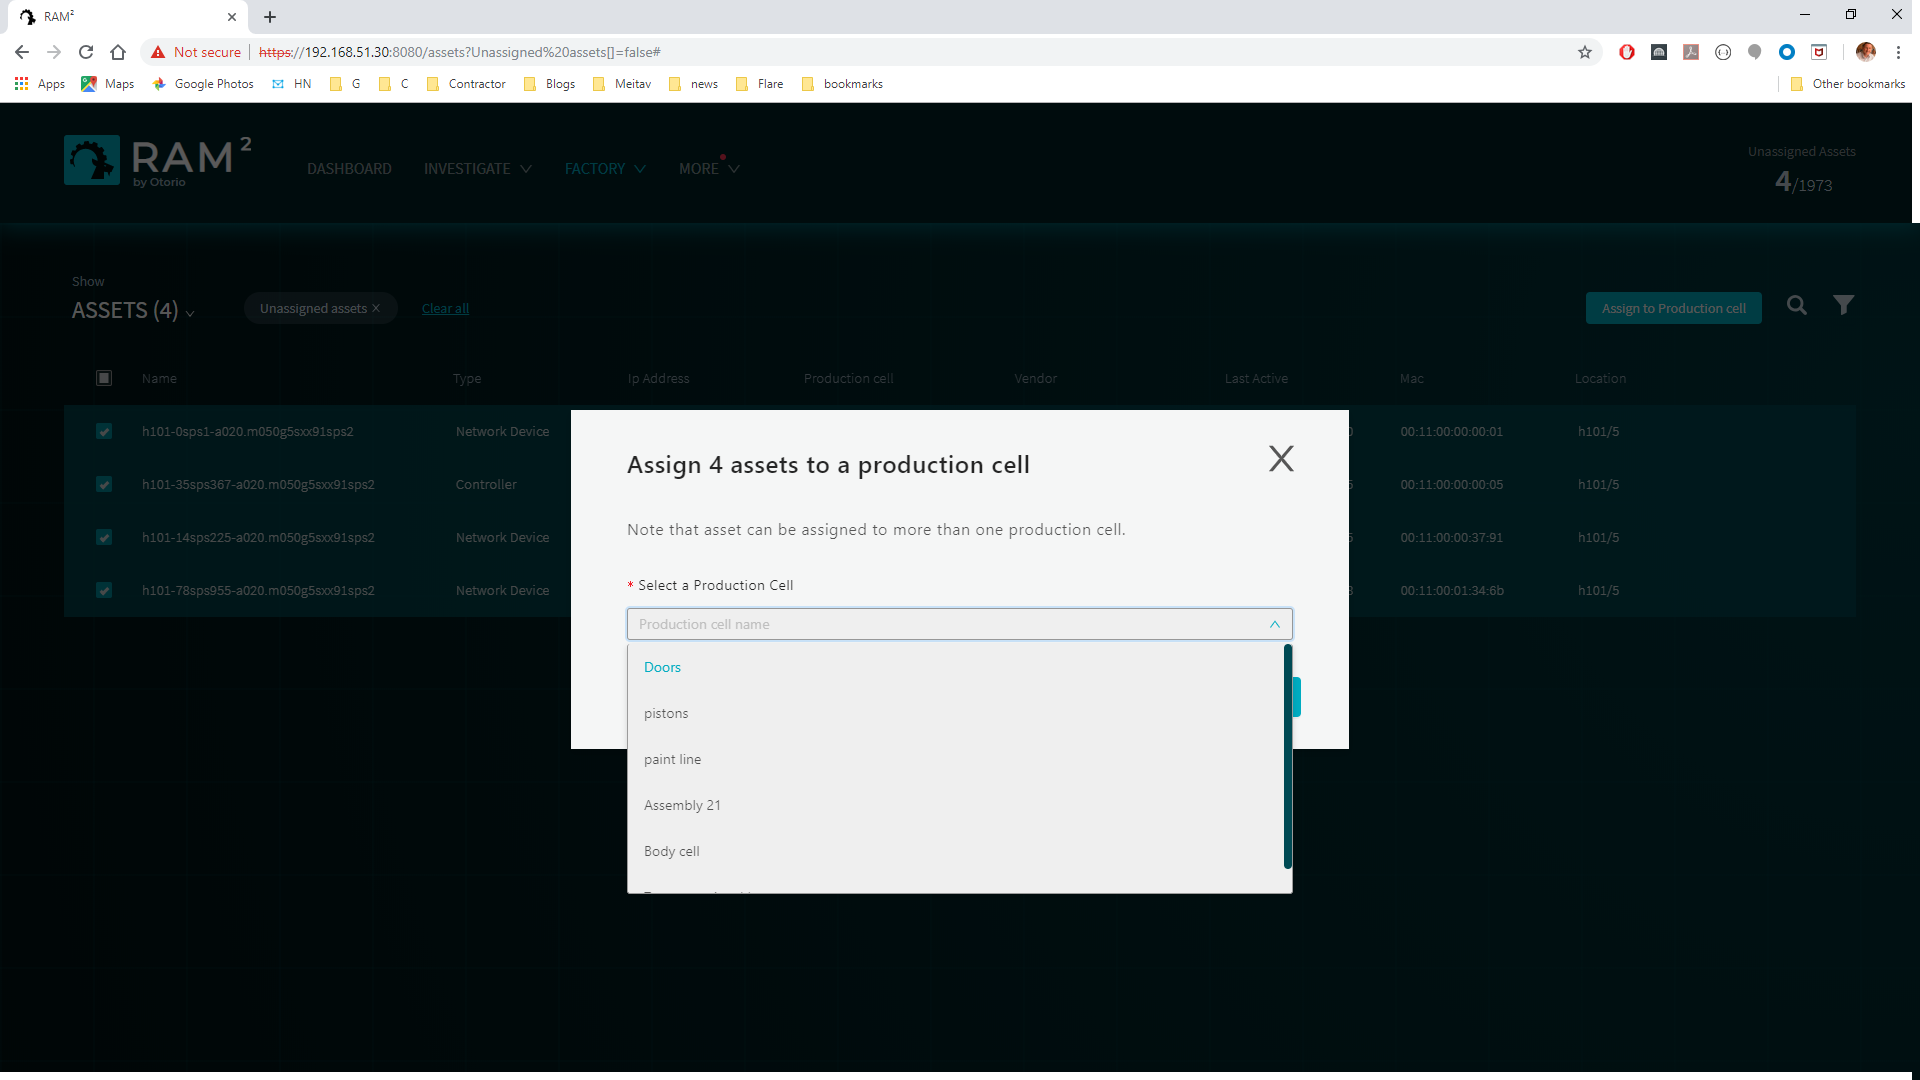 RAM²
Not secure https://192.168.51.30:8080/assets?Unassigned%20assets[]=false#
Apps Maps Google Photos HN G C Contractor Blogs Meitav news Flare bookmarks Other bookmarks
RAM 2
by Otorio
DASHBOARD INVESTIGATE FACTORY MORE
Unassigned Assets
4/1973
Show
ASSETS (4) Unassigned assets Clear all Assign to Production cell
Name Type Ip Address Production cell Vendor Last Active Mac Location
h101-0sps1-a020.m050g5sxx91sps2 Network Device 00:11:00:00:00:01 h101/5
h101-35sps367-a020.m050g5sxx91sps2 Controller 00:11:00:00:00:05 h101/5
h101-14sps225-a020.m050g5sxx91sps2 Network Device 00:11:00:00:37:91 h101/5
h101-78sps955-a020.m050g5sxx91sps2 Network Device 00:11:00:01:34:6b h101/5
Assign 4 assets to a production cell
Note that asset can be assigned to more than one production cell.
* Select a Production Cell
Production cell name
Doors
pistons
paint line
Assembly 21
Body cell